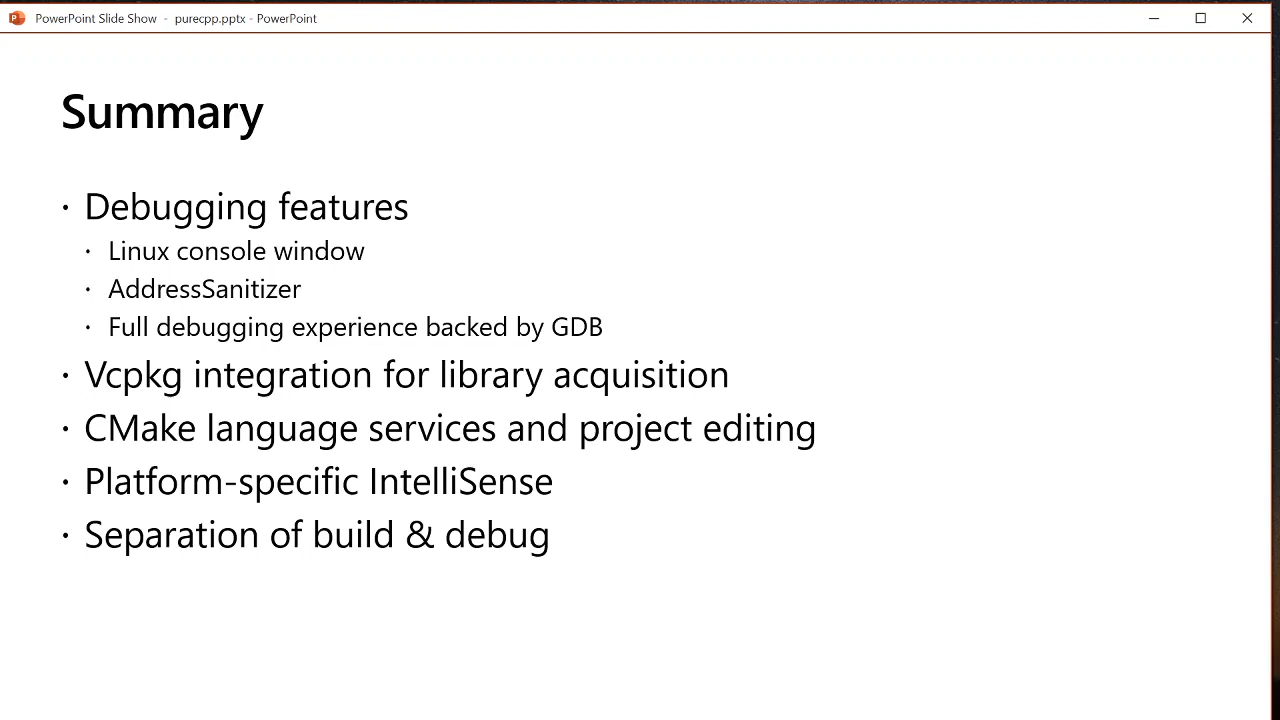 PowerPoint Slide Show - purecpp.pptx - PowerPoint
Summary
• Debugging features
• Linux console window
• AddressSanitizer
• Full debugging experience backed by GDB
• Vcpkg integration for library acquisition
• CMake language services and project editing
• Platform-specific IntelliSense
• Separation of build & debug